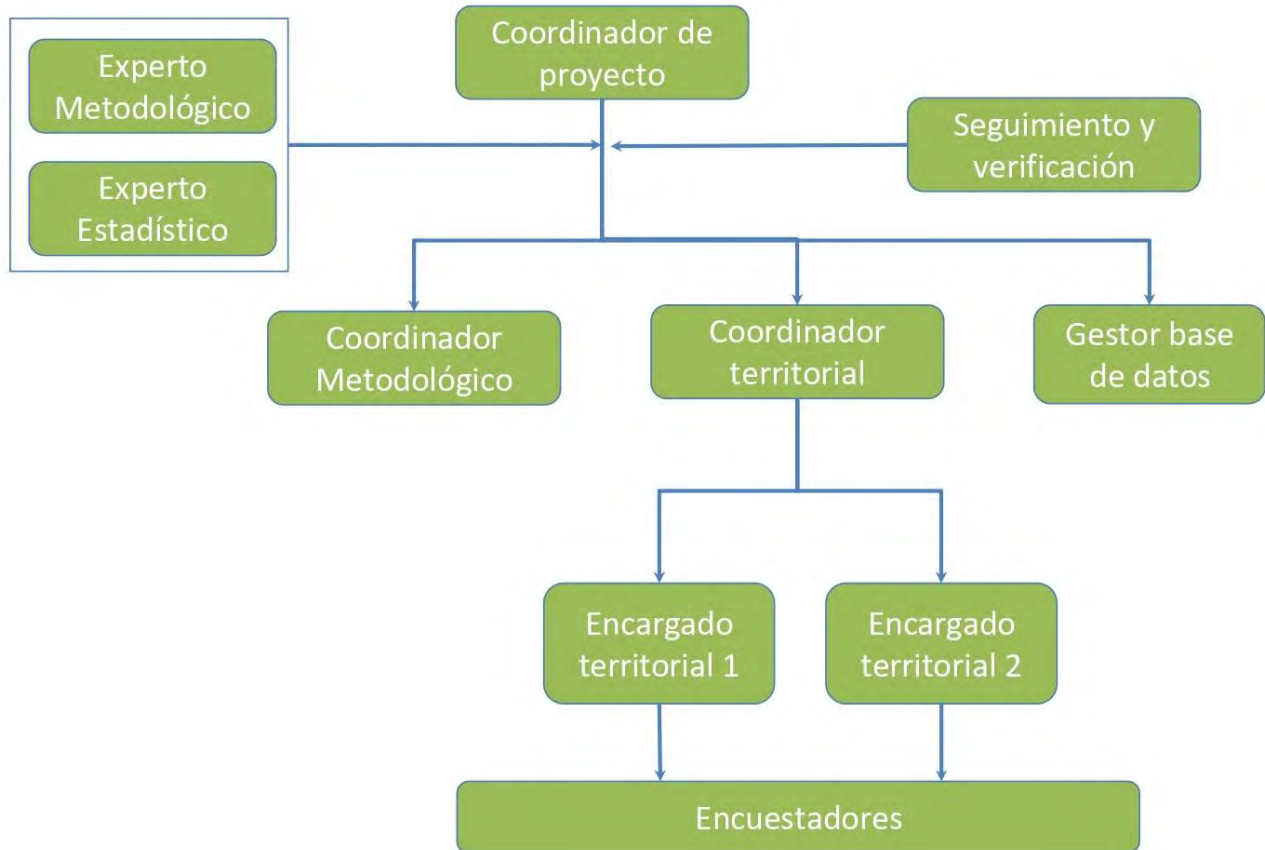 Coordinador de
proyecto
Experto
Metodológico
Experto
Estadístico
Seguimiento y
verificación
Coordinador
Metodológico
Coordinador
territorial
Gestor base
de datos
Encargado
territorial 1
Encargado
territorial 2
Encuestadores